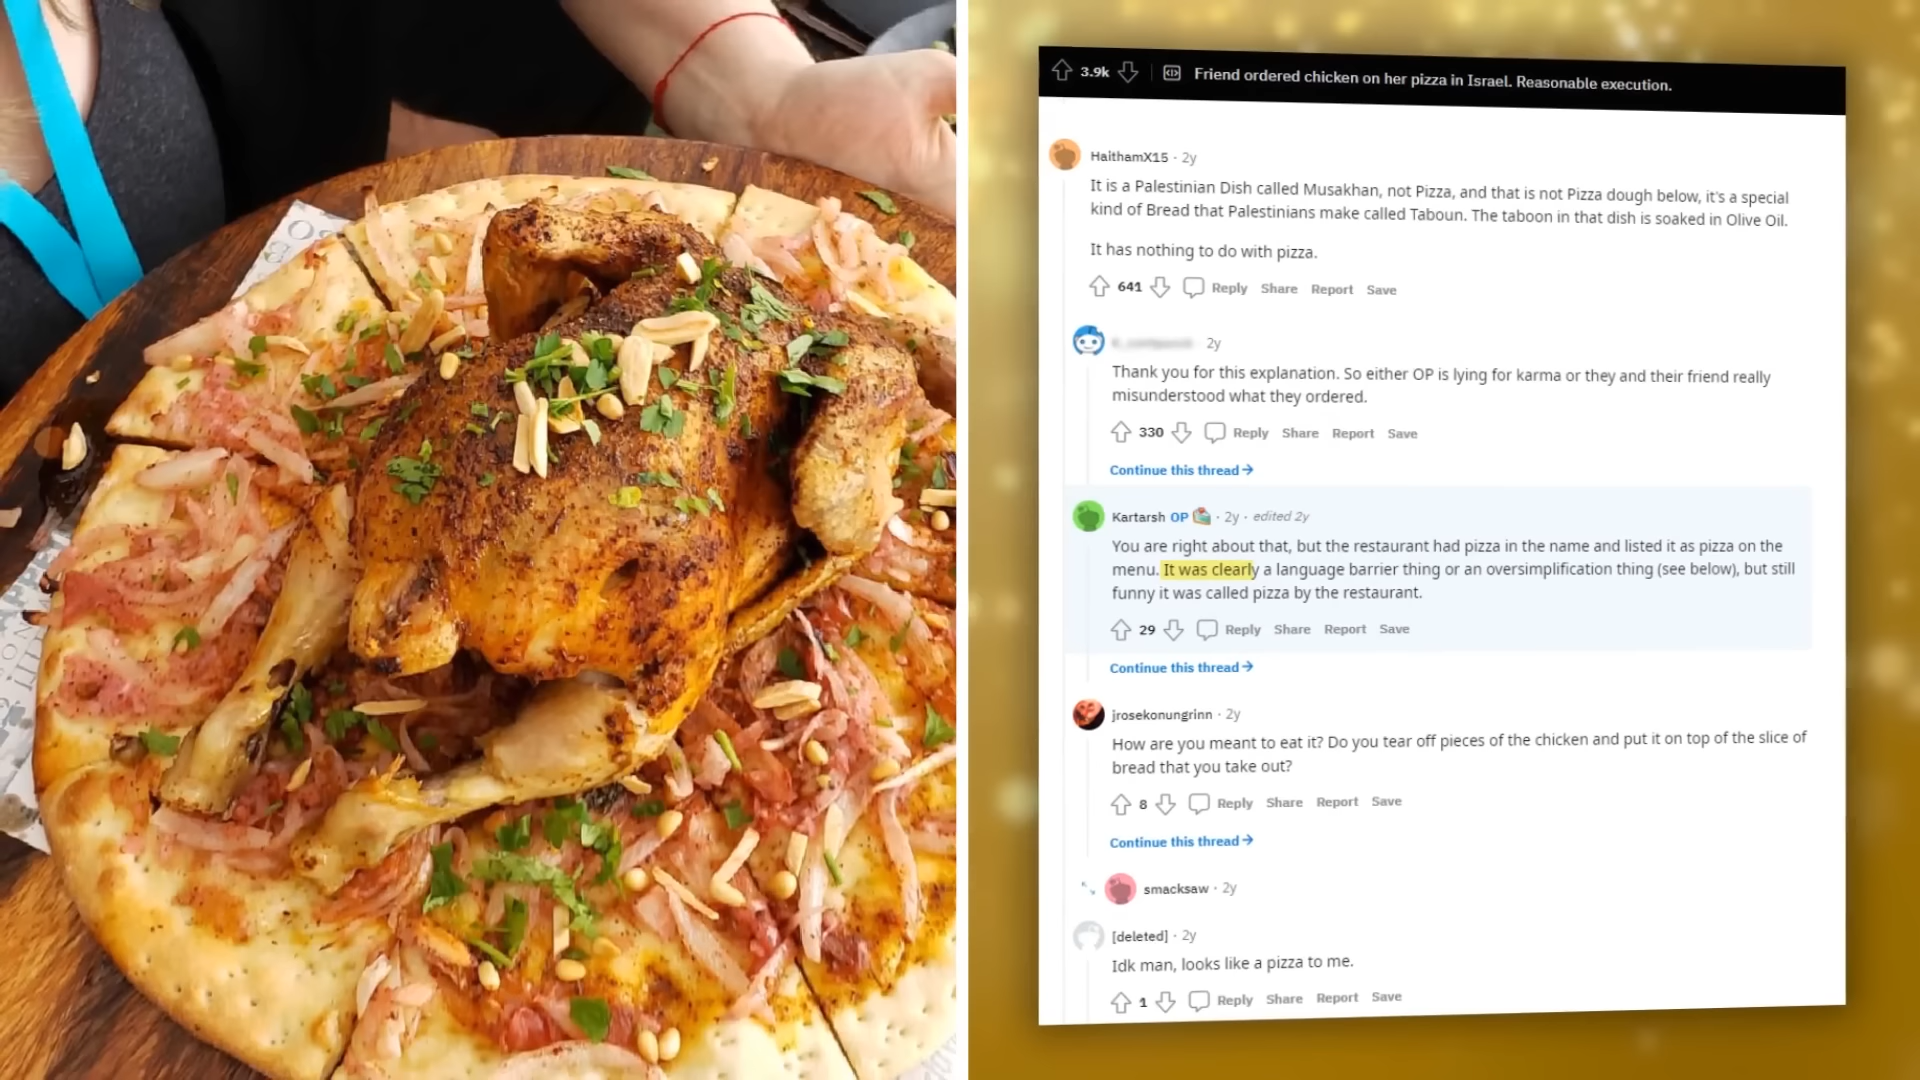 3.9k Friend ordered chicken on her pizza in Israel. Reasonable execution.
HaithamX15 · 2y
It is a Palestinian Dish called Musakhan, not Pizza, and that is not Pizza dough below, it's a special
kind of Bread that Palestinians make called Taboun. The taboon in that dish is soaked in Olive Oil.
It has nothing to do with pizza.
641 Reply Share Report Save
2y
Thank you for this explanation. So either OP is lying for karma or they and their friend really
misunderstood what they ordered.
330 Reply Share Report Save
Continue this thread
Kartarsh OP · 2y · edited 2y
You are right about that, but the restaurant had pizza in the name and listed it as pizza on the
menu. It was clearly a language barrier thing or an oversimplification thing (see below), but still
funny it was called pizza by the restaurant.
29 Reply Share Report Save
Continue this thread
jrosekonungrinn · 2y
How are you meant to eat it? Do you tear off pieces of the chicken and put it on top of the slice of
bread that you take out?
8 Reply Share Report Save
Continue this thread
smacksaw · 2y
[deleted] · 2y
Idk man, looks like a pizza to me.
1 Reply Share Report Save